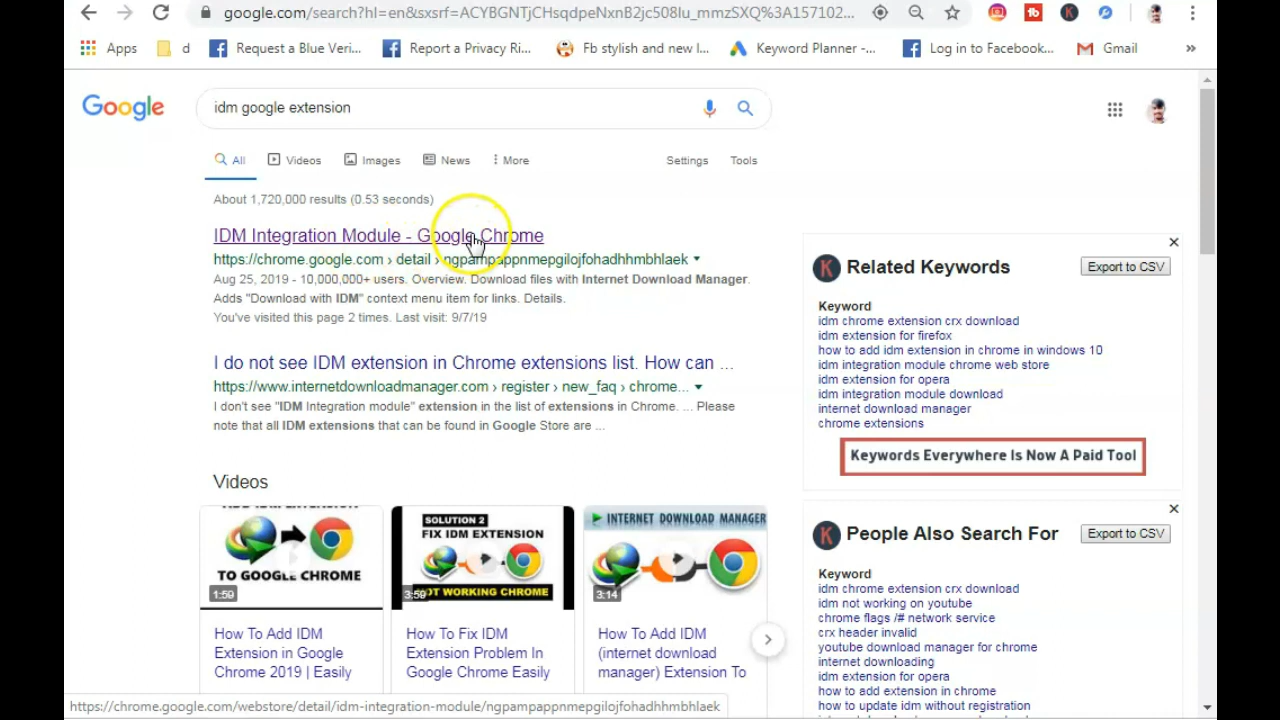 google.com/search?hl=en&sxsrf=ACYBGNTjCHsqdpeNxnB2jc508lu_mmzSXQ%3A157102...
Apps
d
Request a Blue Veri...
Report a Privacy Ri...
Fb stylish and new l...
Keyword Planner -...
Log in to Facebook...
Gmail
»
Google
idm google extension
All
Videos
Images
News
More
Settings
Tools
About 1,720,000 results (0.53 seconds)
IDM Integration Module - Google Chrome
https://chrome.google.com › detail › ngpampappnmepgilojfohadhhmbhlaek
Aug 25, 2019 - 10,000,000+ users. Overview. Download files with Internet Download Manager.
Adds "Download with IDM" context menu item for links. Details.
You've visited this page 2 times. Last visit: 9/7/19
I do not see IDM extension in Chrome extensions list. How can ...
https://www.internetdownloadmanager.com › register › new_faq › chrome...
I don't see "IDM Integration module" extension in the list of extensions in Chrome. ... Please
note that all IDM extensions that can be found in Google Store are ...
Videos
TO GOOGLE CHROME
1:59
How To Add IDM
Extension in Google
Chrome 2019 | Easily
SOLUTION 2
FIX IDM EXTENSION
NOT WORKING CHROME
3:59
How To Fix IDM
Extension Problem In
Google Chrome Easily
INTERNET DOWNLOAD MANAGER
3:14
How To Add IDM
(internet download
manager) Extension To
K
Related Keywords
Export to CSV
Keyword
idm chrome extension crx download
idm extension for firefox
how to add idm extension in chrome in windows 10
idm integration module chrome web store
idm extension for opera
idm integration module download
internet download manager
chrome extensions
Keywords Everywhere Is Now A Paid Tool
K
People Also Search For
Export to CSV
Keyword
idm chrome extension crx download
idm not working on youtube
chrome flags /# network service
crx header invalid
youtube download manager for chrome
internet downloading
idm extension for opera
how to add extension in chrome
how to update idm without registration
https://chrome.google.com/webstore/detail/idm-integration-module/ngpampappnmepgilojfohadhhmbhlaek